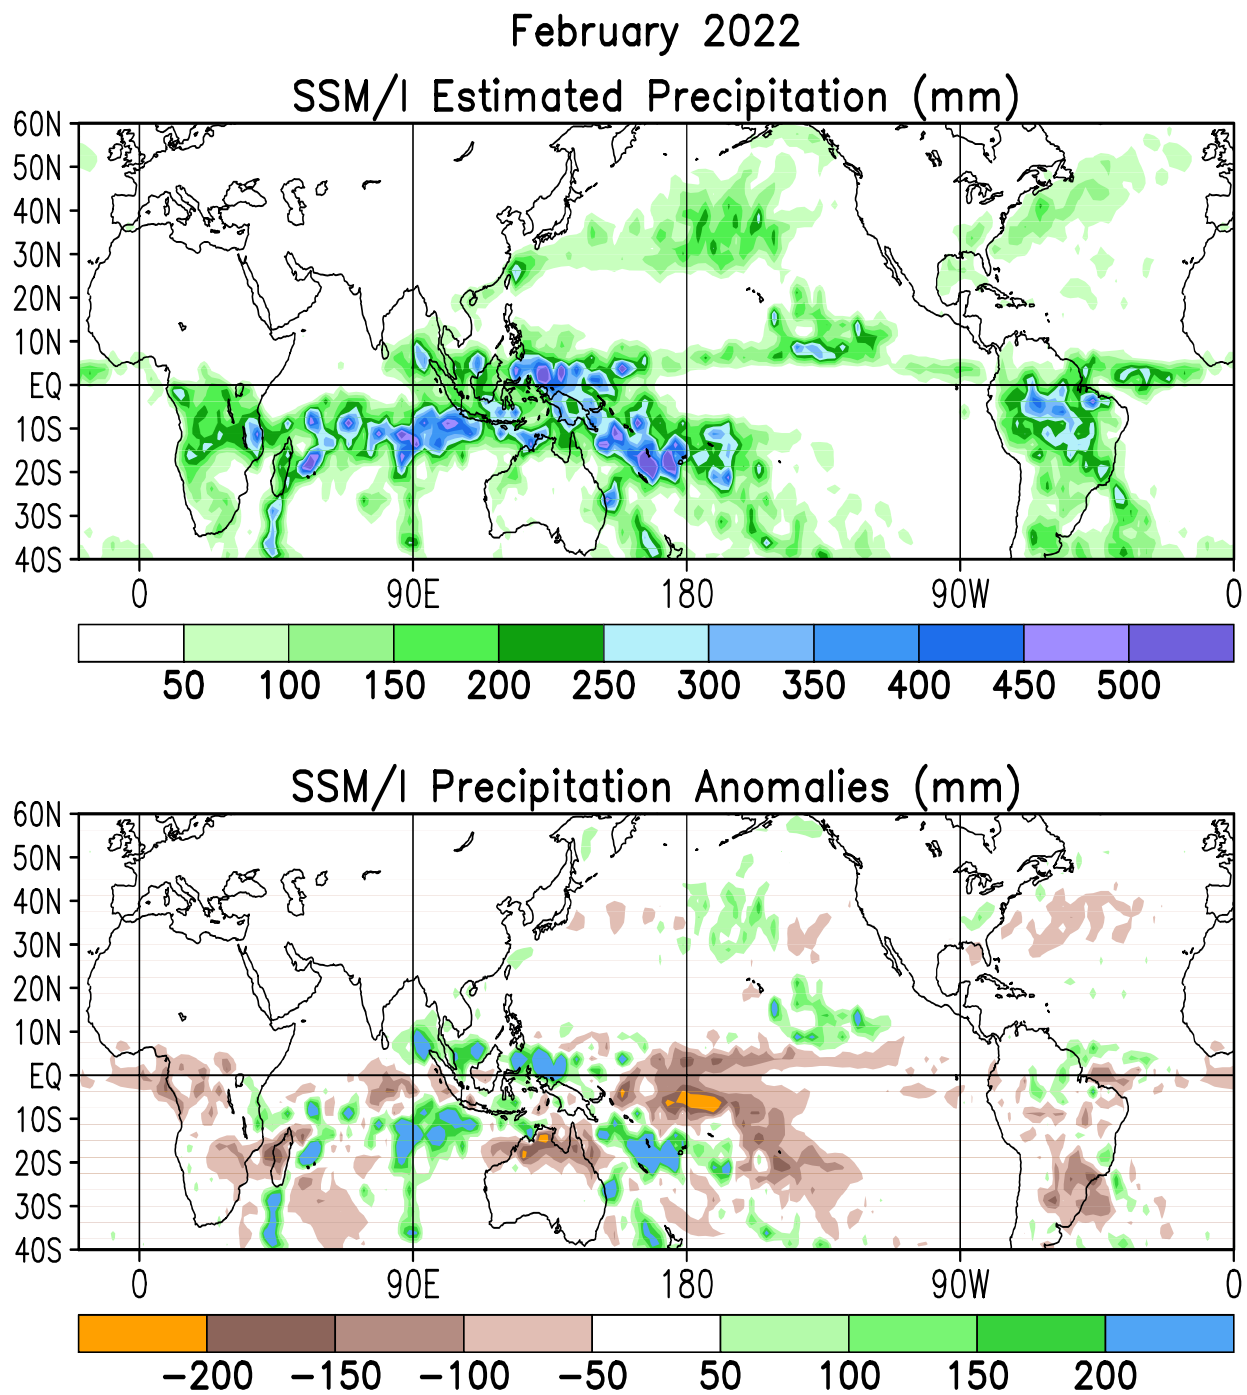 February 2022
SSM/I Estimated Precipitation (mm)
60N
50N
40N
30N
20N
10N
EQ
10S
20S
30S
40S
0 90E 180 90W 0
50 100 150 200 250 300 350 400 450 500
SSM/I Precipitation Anomalies (mm)
60N
50N
40N
30N
20N
10N
EQ
10S
20S
30S
40S
0 90E 180 90W 0
-200 -150 -100 -50 50 100 150 200